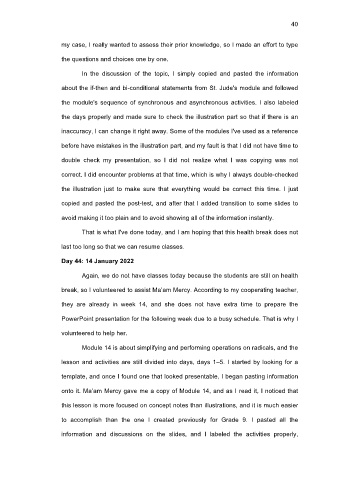 40
my case, I really wanted to assess their prior knowledge, so I made an effort to type
the questions and choices one by one.
In the discussion of the topic, I simply copied and pasted the information
about the if-then and bi-conditional statements from St. Jude's module and followed
the module's sequence of synchronous and asynchronous activities. I also labeled
the days properly and made sure to check the illustration part so that if there is an
inaccuracy, I can change it right away. Some of the modules I've used as a reference
before have mistakes in the illustration part, and my fault is that I did not have time to
double check my presentation, so I did not realize what I was copying was not
correct. I did encounter problems at that time, which is why I always double-checked
the illustration just to make sure that everything would be correct this time. I just
copied and pasted the post-test, and after that I added transition to some slides to
avoid making it too plain and to avoid showing all of the information instantly.
That is what I've done today, and I am hoping that this health break does not
last too long so that we can resume classes.
Day 44: 14 January 2022
Again, we do not have classes today because the students are still on health
break, so I volunteered to assist Ma'am Mercy. According to my cooperating teacher,
they are already in week 14, and she does not have extra time to prepare the
PowerPoint presentation for the following week due to a busy schedule. That is why I
volunteered to help her.
Module 14 is about simplifying and performing operations on radicals, and the
lesson and activities are still divided into days, days 1–5. I started by looking for a
template, and once I found one that looked presentable, I began pasting information
onto it. Ma'am Mercy gave me a copy of Module 14, and as I read it, I noticed that
this lesson is more focused on concept notes than illustrations, and it is much easier
to accomplish than the one I created previously for Grade 9. I pasted all the
information and discussions on the slides, and I labeled the activities properly.